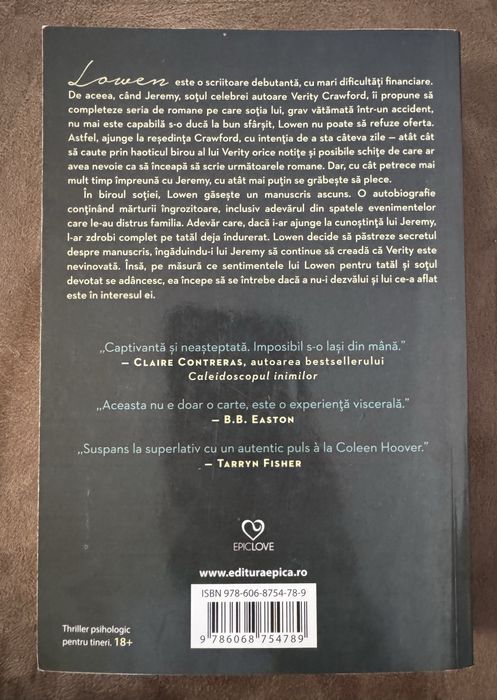 Lowen este o scriitoare debutantă, cu mari dificultăți financiare.
De aceea, când Jeremy, soțul celebrei autoare Verity Crawford, îi propune să
completeze seria de romane pe care soția lui, grav vătămată într-un accident,
nu mai este capabilă s-o ducă la bun sfârșit, Lowen nu poate să refuze oferta.
Astfel, ajunge la reședința Crawford, cu intenția de a sta câteva zile – atât cât
să caute prin haoticul birou al lui Verity orice notițe și posibile schițe de care ar
avea nevoie ca să înceapă să scrie următoarele romane. Dar, cu cât petrece mai
mult timp împreună cu Jeremy, cu atât mai puțin se grăbește să plece.
În biroul soției, Lowen găsește un manuscris ascuns. O autobiografie
conținând mărturii îngrozitoare, inclusiv adevărul din spatele evenimentelor
care le-au distrus familia. Adevăr care, dacă i-ar ajunge la cunoștință lui Jeremy,
l-ar zdrobi complet pe tatăl deja îndurerat. Lowen decide să păstreze secretul
despre manuscris, îngăduindu-i lui Jeremy să continue să creadă că Verity este
nevinovată. Însă, pe măsură ce sentimentele lui Lowen pentru tatăl și soțul
devotat se adâncesc, ea începe să se întrebe dacă a nu-i dezvălui și lui ce-a aflat
este în interesul ei.
„Captivantă și neașteptată. Imposibil s-o lași din mână.”
– CLAIRE CONTRERAS, autoarea bestsellerului
Caleidoscopul inimilor
„Aceasta nu e doar o carte, este o experiență viscerală.”
– B.B. EASTON
„Suspans la superlativ cu un autentic puls à la Coleen Hoover.”
– TARRYN FISHER
EPICLOVE
www.edituraepica.ro
ISBN 978-606-8754-78-9
9 786068 754789
Thriller psihologic
pentru tineri. 18+